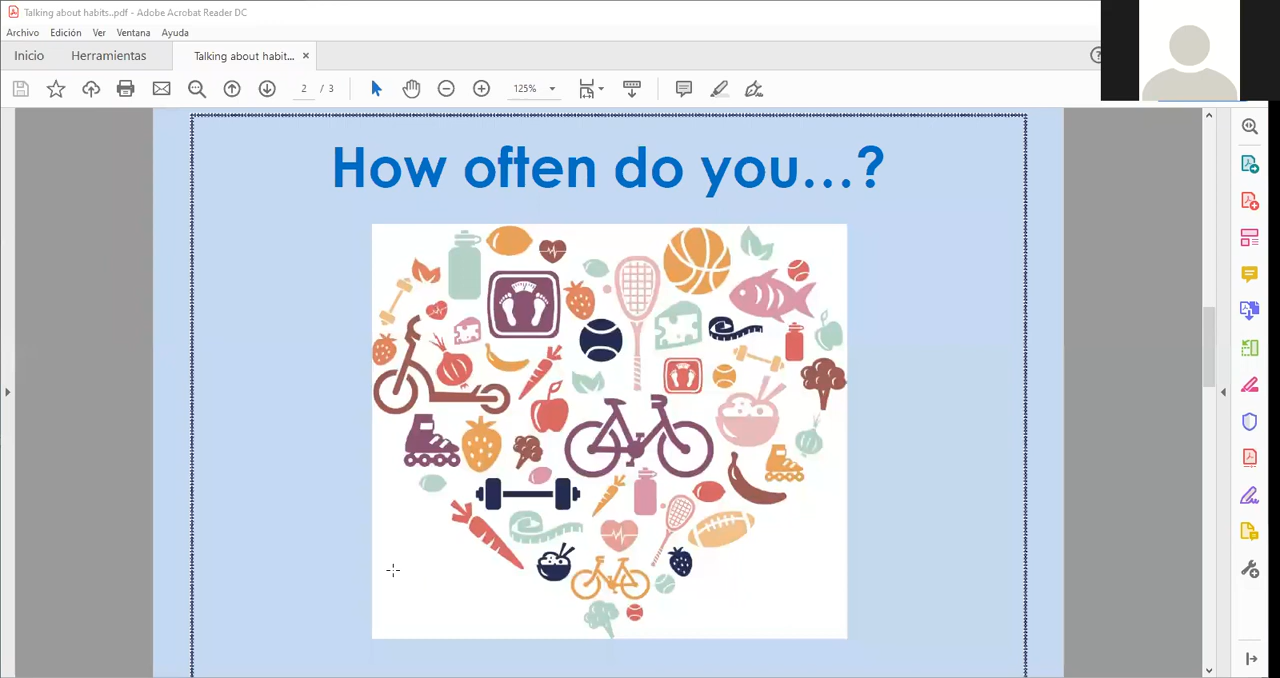 Talking about habits..pdf - Adobe Acrobat Reader DC
Archivo Edición Ver Ventana Ayuda
Inicio Herramientas Talking about habit... ×
2 / 3 125%
How often do you...?